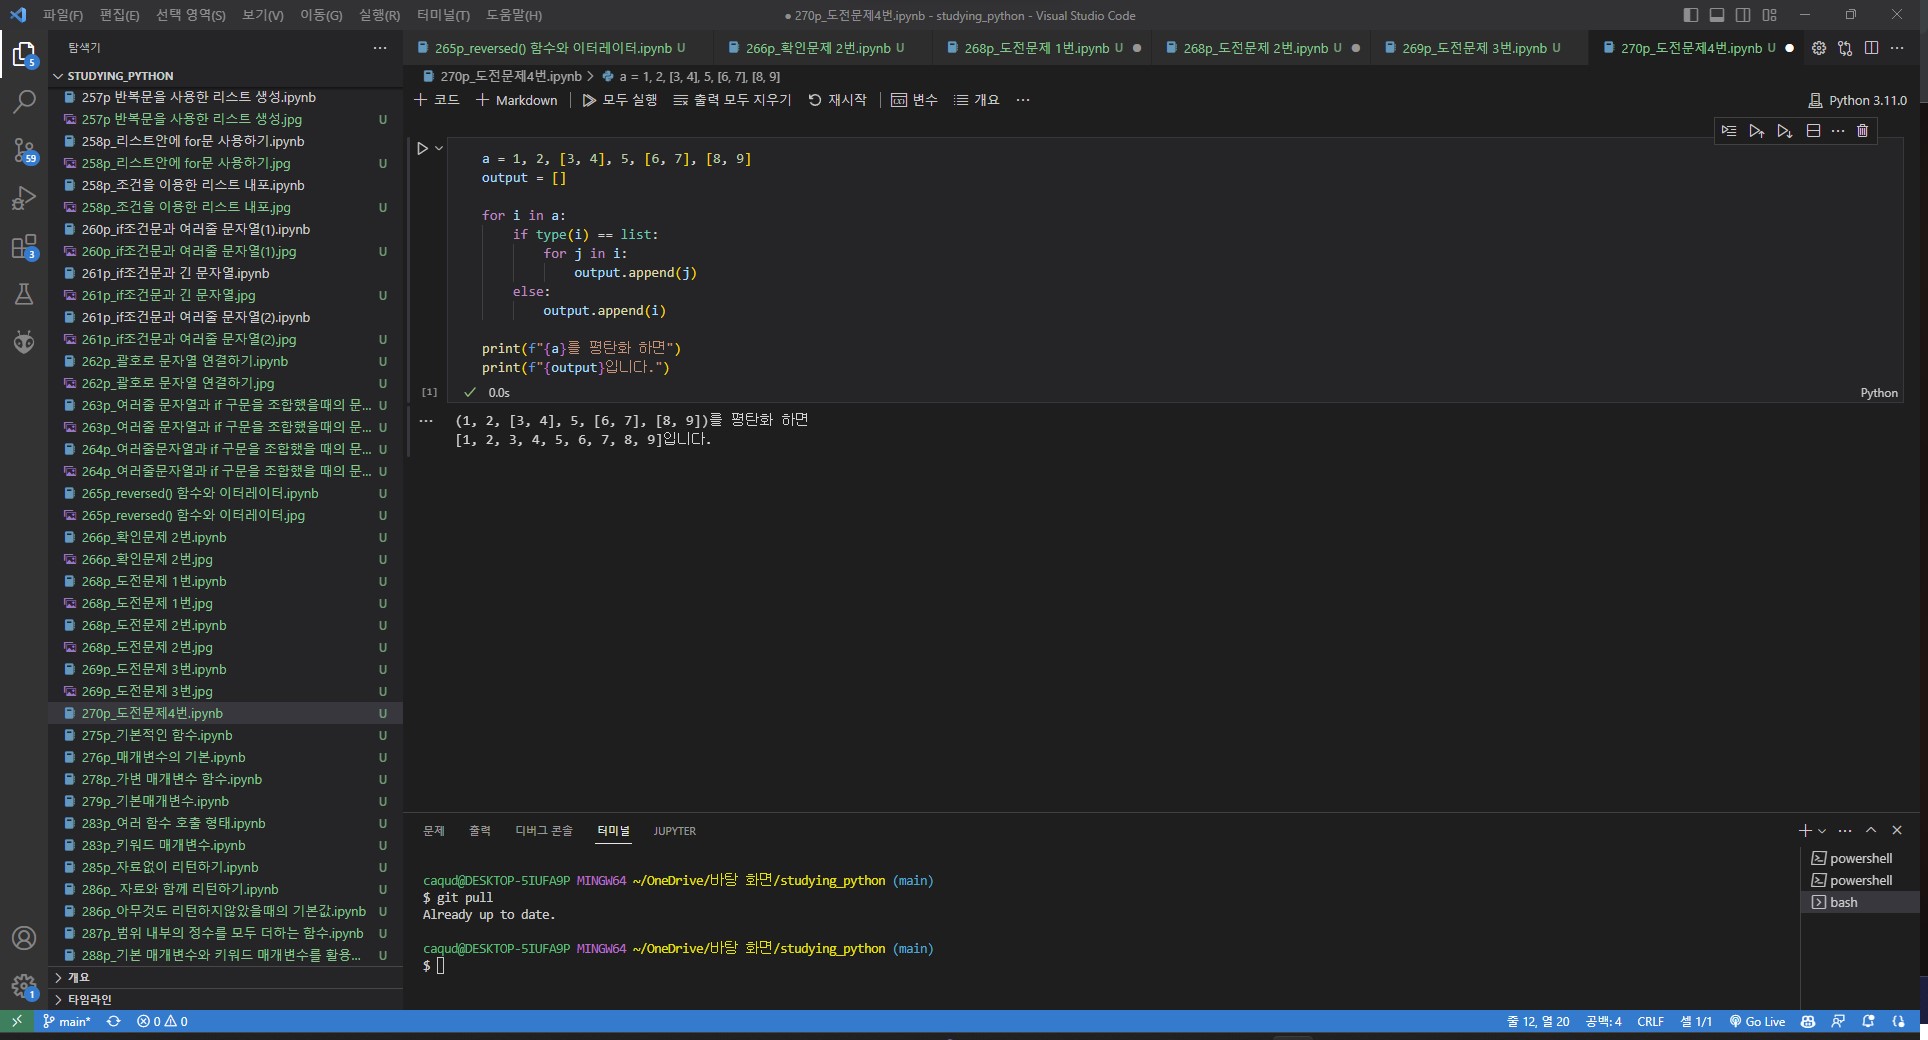 파일(F) 편집(E) 선택 영역(S) 보기(V) 이동(G) 실행(R) 터미널(T) 도움말(H)
● 270p_도전문제4번.ipynb - studying_python - Visual Studio Code
탐색기 ···
265p_reversed() 함수와 이터레이터.ipynb U
266p_확인문제 2번.ipynb U
268p_도전문제 1번.ipynb U ●
268p_도전문제 2번.ipynb U ●
269p_도전문제 3번.ipynb U
270p_도전문제4번.ipynb U ●
STUDYING_PYTHON
257p 반복문을 사용한 리스트 생성.ipynb
257p 반복문을 사용한 리스트 생성.jpg U
258p_리스트안에 for문 사용하기.ipynb
258p_리스트안에 for문 사용하기.jpg U
258p_조건을 이용한 리스트 내포.ipynb
258p_조건을 이용한 리스트 내포.jpg U
260p_if조건문과 여러줄 문자열(1).ipynb
260p_if조건문과 여러줄 문자열(1).jpg U
261p_if조건문과 긴 문자열.ipynb
261p_if조건문과 긴 문자열.jpg U
261p_if조건문과 여러줄 문자열(2).ipynb
261p_if조건문과 여러줄 문자열(2).jpg U
262p_괄호로 문자열 연결하기.ipynb U
262p_괄호로 문자열 연결하기.jpg U
263p_여러줄 문자열과 if 구문을 조합했을때의 문... U
263p_여러줄 문자열과 if 구문을 조합했을때의 문... U
264p_여러줄문자열과 if 구문을 조합했을 때의 문... U
264p_여러줄문자열과 if 구문을 조합했을 때의 문... U
265p_reversed() 함수와 이터레이터.ipynb U
265p_reversed() 함수와 이터레이터.jpg U
266p_확인문제 2번.ipynb U
266p_확인문제 2번.jpg U
268p_도전문제 1번.ipynb U
268p_도전문제 1번.jpg U
268p_도전문제 2번.ipynb U
268p_도전문제 2번.jpg U
269p_도전문제 3번.ipynb U
269p_도전문제 3번.jpg U
270p_도전문제4번.ipynb U
275p_기본적인 함수.ipynb U
276p_매개변수의 기본.ipynb U
278p_가변 매개변수 함수.ipynb U
279p_기본매개변수.ipynb U
283p_여러 함수 호출 형태.ipynb U
283p_키워드 매개변수.ipynb U
285p_자료없이 리턴하기.ipynb U
286p_ 자료와 함께 리턴하기.ipynb U
286p_아무것도 리턴하지않았을때의 기본값.ipynb U
287p_범위 내부의 정수를 모두 더하는 함수.ipynb U
288p_기본 매개변수와 키워드 매개변수를 활용... U
개요
타임라인
5
59
3
1
270p_도전문제4번.ipynb > a = 1, 2, [3, 4], 5, [6, 7], [8, 9]
+ 코드 + Markdown 모두 실행 출력 모두 지우기 재시작 변수 개요 ··· Python 3.11.0
a = 1, 2, [3, 4], 5, [6, 7], [8, 9]
output = []
for i in a:
if type(i) == list:
for j in i:
output.append(j)
else:
output.append(i)
print(f"{a}를 평탄화 하면")
print(f"{output}입니다.")
[1] ✓ 0.0s Python
(1, 2, [3, 4], 5, [6, 7], [8, 9])를 평탄화 하면
[1, 2, 3, 4, 5, 6, 7, 8, 9]입니다.
문제 출력 디버그 콘솔 터미널 JUPYTER
caqud@DESKTOP-5IUFA9P MINGW64 ~/OneDrive/바탕 화면/studying_python (main)
$ git pull
Already up to date.
caqud@DESKTOP-5IUFA9P MINGW64 ~/OneDrive/바탕 화면/studying_python (main)
$
powershell
powershell
bash
main* 0 0 줄 12, 열 20 공백: 4 CRLF 셀 1/1 Go Live